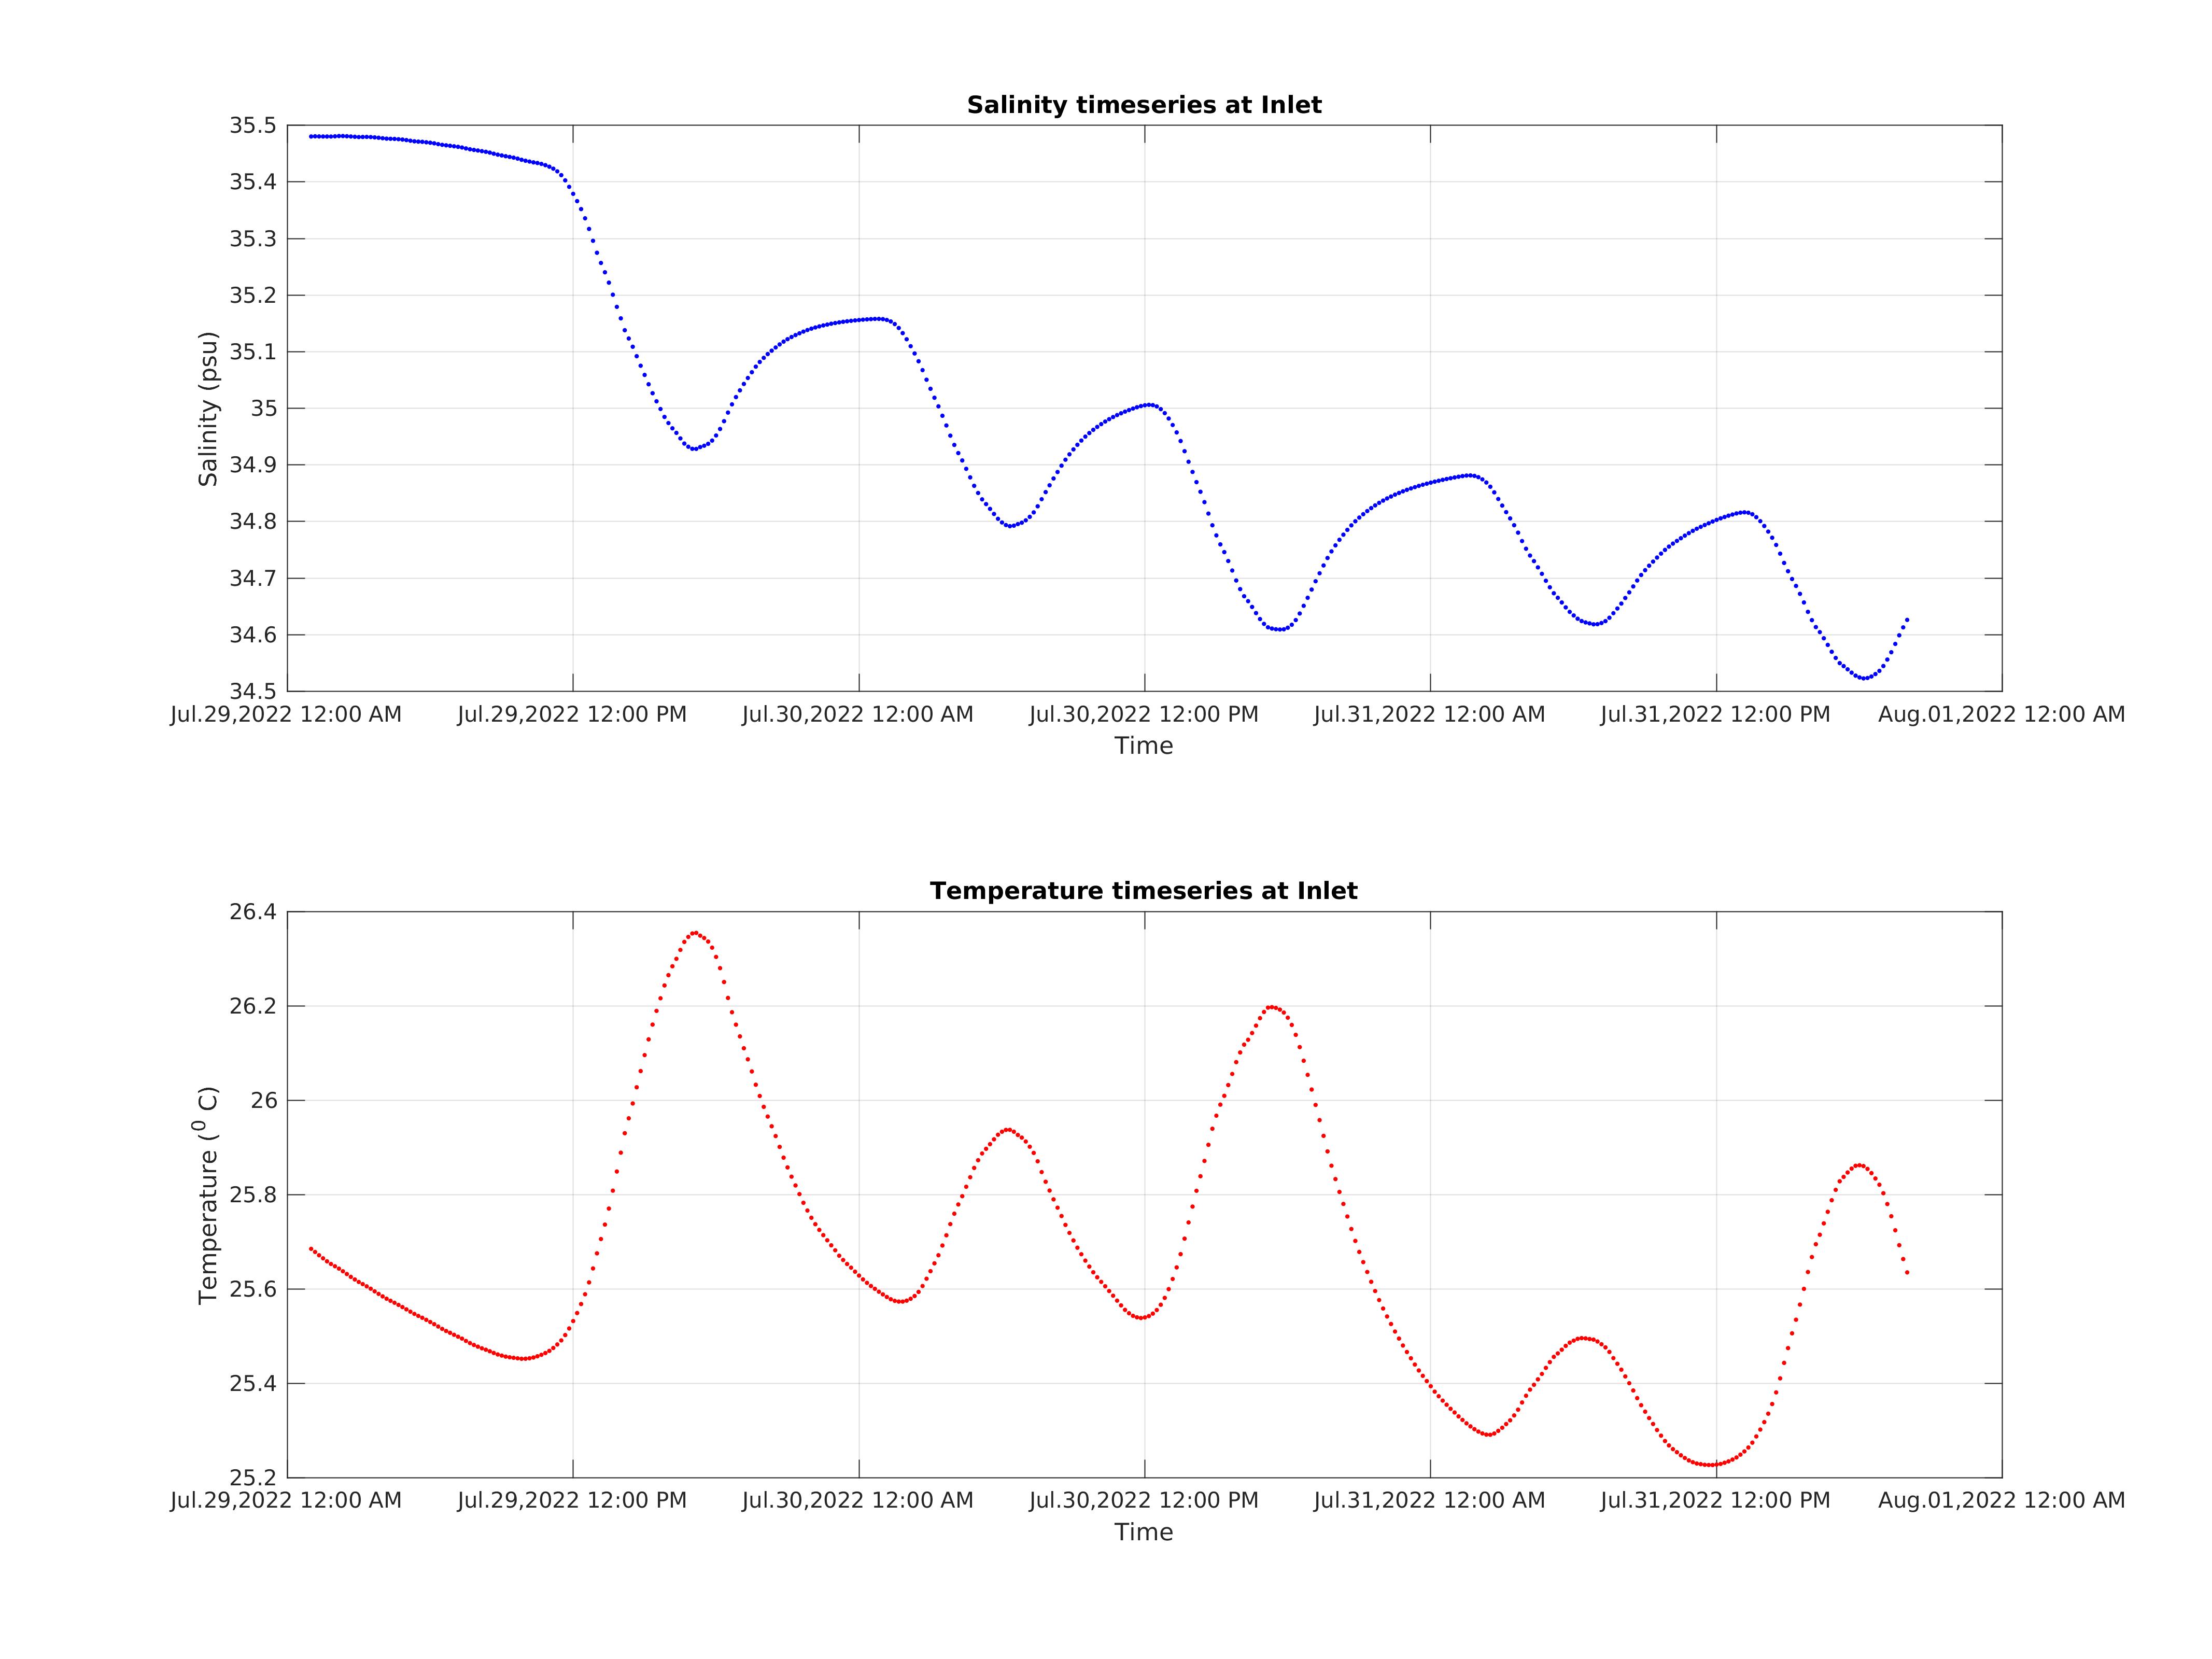 Salinity timeseries at Inlet
35.5
35.4
35.3
35.2
35.1
35
34.9
34.8
34.7
34.6
34.5
Salinity (psu)
Jul.29,2022 12:00 AM Jul.29,2022 12:00 PM Jul.30,2022 12:00 AM Jul.30,2022 12:00 PM Jul.31,2022 12:00 AM Jul.31,2022 12:00 PM Aug.01,2022 12:00 AM
Time
Temperature timeseries at Inlet
26.4
26.2
26
25.8
25.6
25.4
25.2
Temperature (⁰ C)
Jul.29,2022 12:00 AM Jul.29,2022 12:00 PM Jul.30,2022 12:00 AM Jul.30,2022 12:00 PM Jul.31,2022 12:00 AM Jul.31,2022 12:00 PM Aug.01,2022 12:00 AM
Time